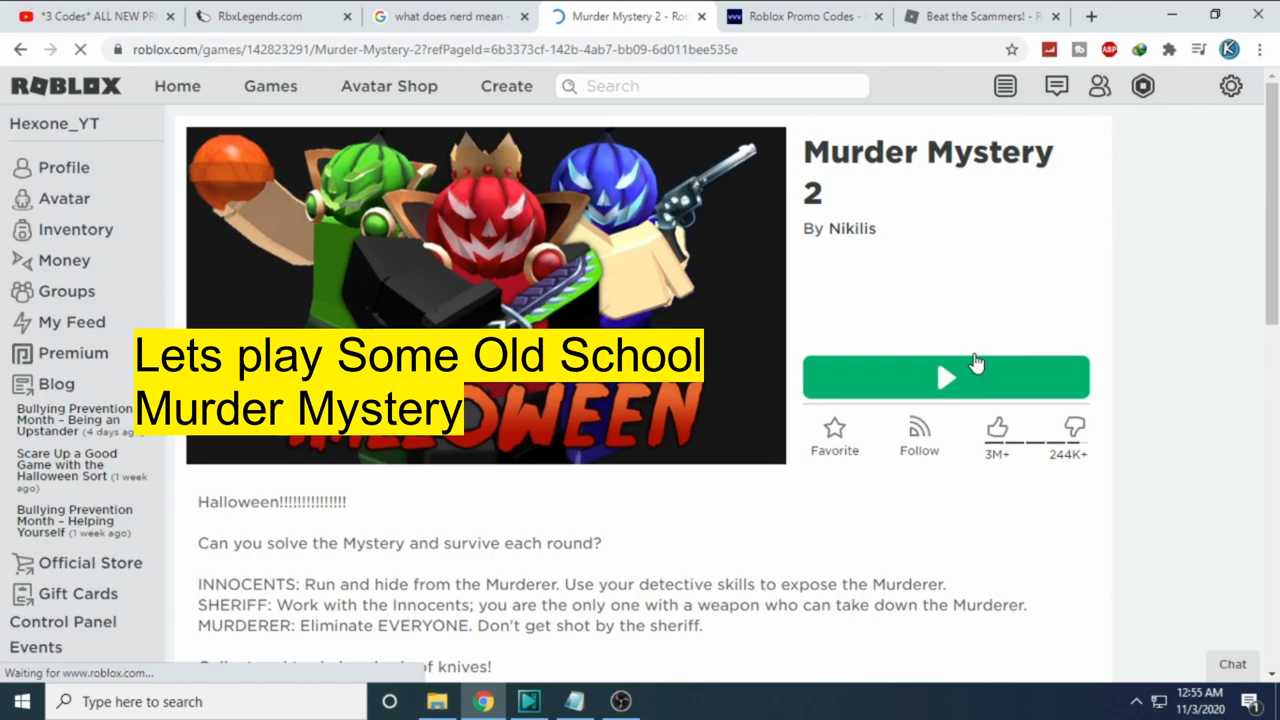 *3 Codes* ALL NEW PR
RbxLegends.com
what does nerd mean -
Murder Mystery 2 - Rob
Roblox Promo Codes -
Beat the Scammers! - R
roblox.com/games/142823291/Murder-Mystery-2?refPageId=6b3373cf-142b-4ab7-bb09-6d011bee535e
ABP
ROBLOX
Home
Games
Avatar Shop
Create
Search
Hexone_YT
Profile
Avatar
Inventory
Money
Groups
My Feed
Premium
Blog
Bullying Prevention
Month – Being an
Upstander (4 days ago)
Scare Up a Good
Game with the
Halloween Sort (1 week
ago)
Bullying Prevention
Month – Helping
Yourself (1 week ago)
Official Store
Gift Cards
Control Panel
Events
Lets play Some Old School
Murder Mystery
HALLOWEEN
Murder Mystery
2
By Nikilis
Favorite
Follow
3M+
244K+
Halloween!!!!!!!!!!!!!!!
Can you solve the Mystery and survive each round?
INNOCENTS: Run and hide from the Murderer. Use your detective skills to expose the Murderer.
SHERIFF: Work with the Innocents; you are the only one with a weapon who can take down the Murderer.
MURDERER: Eliminate EVERYONE. Don't get shot by the sheriff.
of knives!
Chat
Waiting for www.roblox.com...
Type here to search
12:55 AM
11/3/2020
1